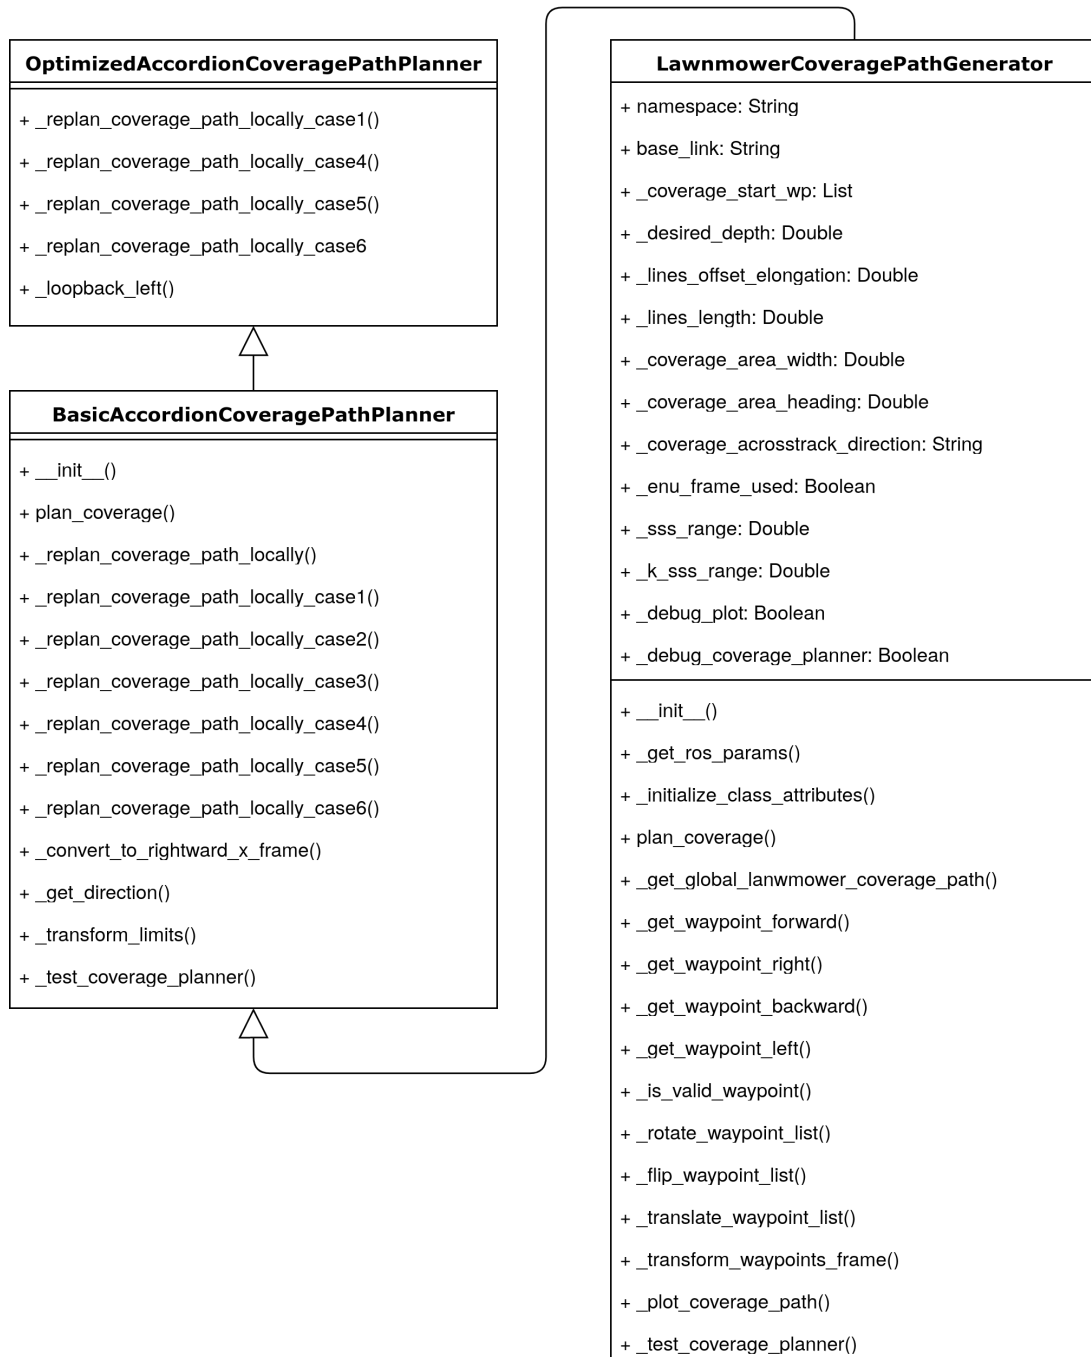 OptimizedAccordionCoveragePathPlanner
+ _replan_coverage_path_locally_case1()
+ _replan_coverage_path_locally_case4()
+ _replan_coverage_path_locally_case5()
+ _replan_coverage_path_locally_case6
+ _loopback_left()
BasicAccordionCoveragePathPlanner
+ __init__()
+ plan_coverage()
+ _replan_coverage_path_locally()
+ _replan_coverage_path_locally_case1()
+ _replan_coverage_path_locally_case2()
+ _replan_coverage_path_locally_case3()
+ _replan_coverage_path_locally_case4()
+ _replan_coverage_path_locally_case5()
+ _replan_coverage_path_locally_case6()
+ _convert_to_rightward_x_frame()
+ _get_direction()
+ _transform_limits()
+ _test_coverage_planner()
LawnmowerCoveragePathGenerator
+ namespace: String
+ base_link: String
+ _coverage_start_wp: List
+ _desired_depth: Double
+ _lines_offset_elongation: Double
+ _lines_length: Double
+ _coverage_area_width: Double
+ _coverage_area_heading: Double
+ _coverage_acrosstrack_direction: String
+ _enu_frame_used: Boolean
+ _sss_range: Double
+ _k_sss_range: Double
+ _debug_plot: Boolean
+ _debug_coverage_planner: Boolean
+ __init__()
+ _get_ros_params()
+ _initialize_class_attributes()
+ plan_coverage()
+ _get_global_lanwmower_coverage_path()
+ _get_waypoint_forward()
+ _get_waypoint_right()
+ _get_waypoint_backward()
+ _get_waypoint_left()
+ _is_valid_waypoint()
+ _rotate_waypoint_list()
+ _flip_waypoint_list()
+ _translate_waypoint_list()
+ _transform_waypoints_frame()
+ _plot_coverage_path()
+ _test_coverage_planner()